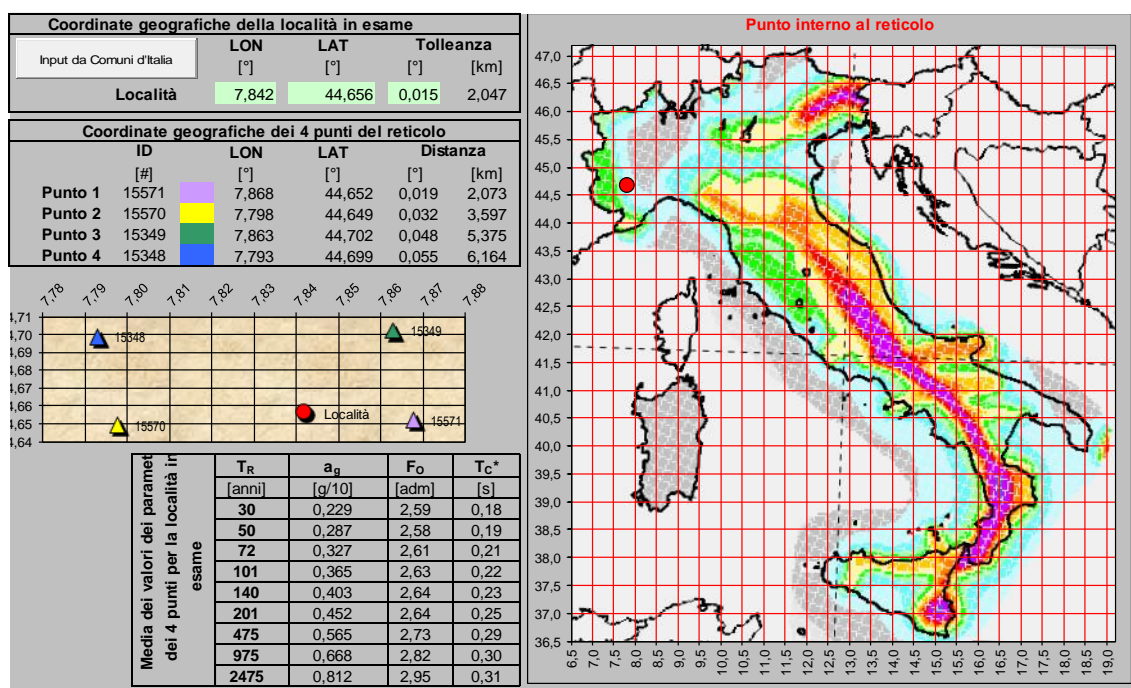 Coordinate geografiche della località in esame
LON LAT Tolleanza
Input da Comuni d'Italia
[°] [°] [°] [km]
Località 7,842 44,656 0,015 2,047
Coordinate geografiche dei 4 punti del reticolo
ID LON LAT Distanza
[#] [°] [°] [°] [km]
Punto 1 15571 7,868 44,652 0,019 2,073
Punto 2 15570 7,798 44,649 0,032 3,597
Punto 3 15349 7,863 44,702 0,048 5,375
Punto 4 15348 7,793 44,699 0,055 6,164
7,78 7,79 7,80 7,81 7,82 7,83 7,84 7,85 7,86 7,87 7,88
,71
,70
,69
,68
,67
,66
,65
,64
15348 15349
Località
15570 15571
Media dei valori dei paramet
dei 4 punti per la località in
esame
TR ag FO TC*
[anni] [g/10] [adm] [s]
30 0,229 2,59 0,18
50 0,287 2,58 0,19
72 0,327 2,61 0,21
101 0,365 2,63 0,22
140 0,403 2,64 0,23
201 0,452 2,64 0,25
475 0,565 2,73 0,29
975 0,668 2,82 0,30
2475 0,812 2,95 0,31
Punto interno al reticolo
47,0
46,5
46,0
45,5
45,0
44,5
44,0
43,5
43,0
42,5
42,0
41,5
41,0
40,5
40,0
39,5
39,0
38,5
38,0
37,5
37,0
36,5
6,5 7,0 7,5 8,0 8,5 9,0 9,5 10,0 10,5 11,0 11,5 12,0 12,5 13,0 13,5 14,0 14,5 15,0 15,5 16,0 16,5 17,0 17,5 18,0 18,5 19,0